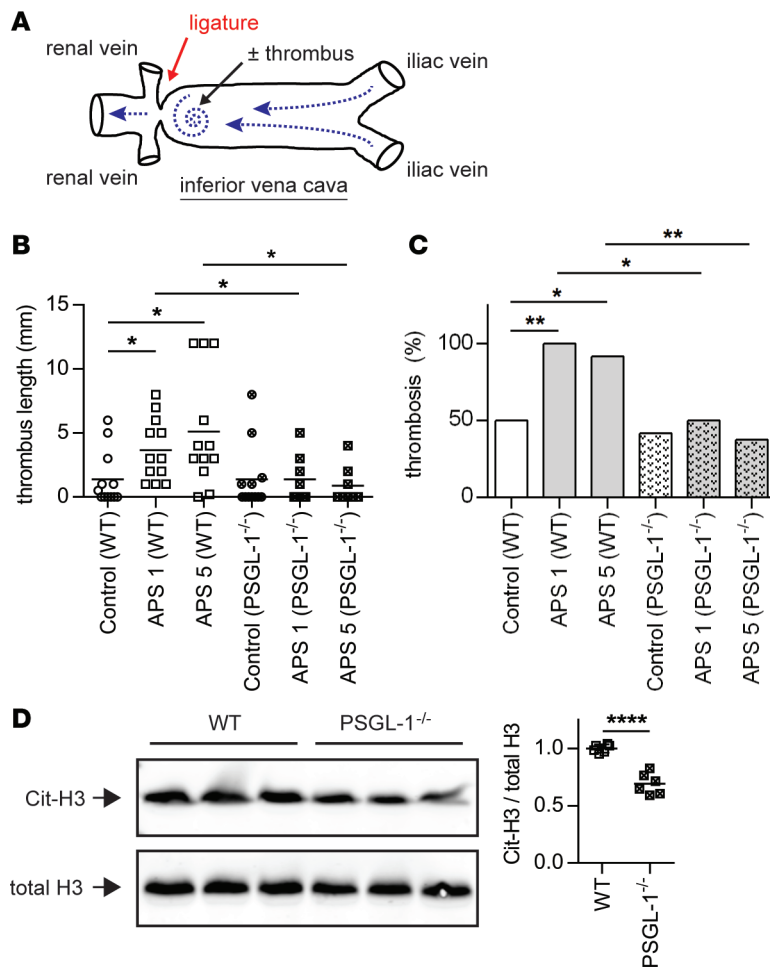 A
ligature
renal vein
± thrombus
iliac vein
renal vein
inferior vena cava
iliac vein
B
thrombus length (mm)
15
10
5
0
*
*
*
*
Control (WT)
APS 1 (WT)
APS 5 (WT)
Control (PSGL-1-/-)
APS 1 (PSGL-1-/-)
APS 5 (PSGL-1-/-)
C
thrombosis (%)
100
50
0
**
*
*
**
Control (WT)
APS 1 (WT)
APS 5 (WT)
Control (PSGL-1-/-)
APS 1 (PSGL-1-/-)
APS 5 (PSGL-1-/-)
D
WT
PSGL-1-/-
Cit-H3
total H3
Cit-H3 / total H3
1.0
0.5
0.0
****
WT
PSGL-1-/-